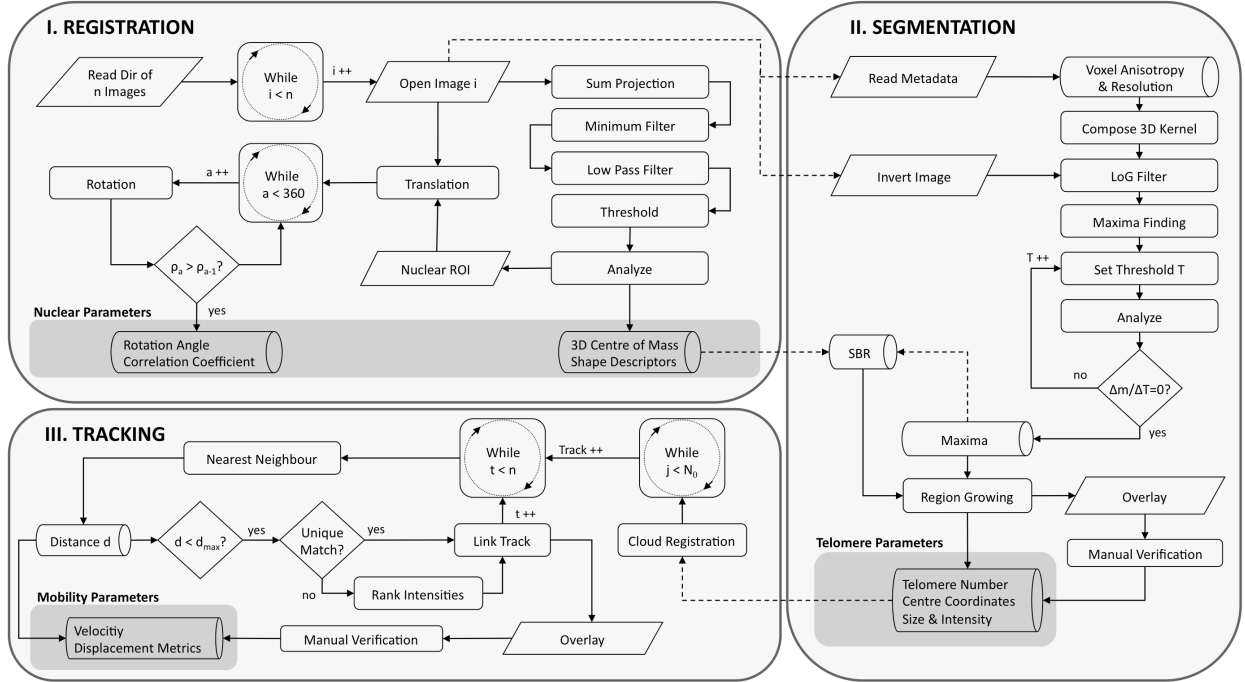 I. REGISTRATION
Read Dir of
n Images
While
i < n
i ++
Open Image i
Sum Projection
Minimum Filter
Low Pass Filter
Threshold
Analyze
Nuclear ROI
Translation
While
a < 360
a ++
Rotation
ρa > ρa-1?
yes
Nuclear Parameters
Rotation Angle
Correlation Coefficient
3D Centre of Mass
Shape Descriptors
II. SEGMENTATION
Read Metadata
Voxel Anisotropy
& Resolution
Compose 3D Kernel
Invert Image
LoG Filter
Maxima Finding
T ++
Set Threshold T
Analyze
no
Δm/ΔT=0?
yes
SBR
Maxima
Region Growing
Overlay
Manual Verification
Telomere Parameters
Telomere Number
Centre Coordinates
Size & Intensity
III. TRACKING
Nearest Neighbour
While
t < n
Track ++
While
j < N0
t ++
Distance d
d < dmax?
yes
Unique
Match?
yes
Link Track
Cloud Registration
no
Rank Intensities
Mobility Parameters
Velocitiy
Displacement Metrics
Manual Verification
Overlay